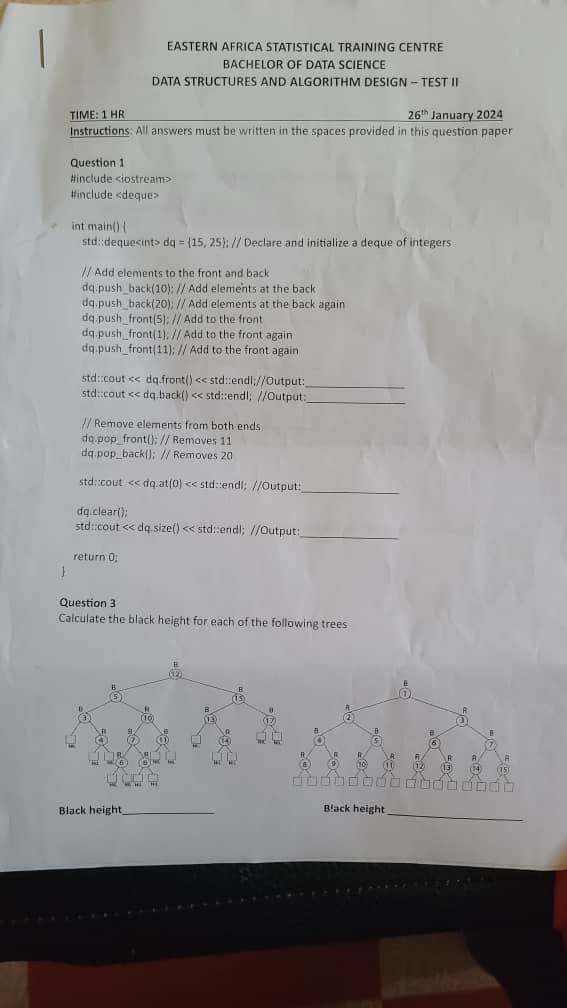 EASTERN AFRICA STATISTICAL TRAINING CENTRE
BACHELOR OF DATA SCIENCE
DATA STRUCTURES AND ALGORITHM DESIGN – TEST II
TIME: 1 HR 26th January 2024
Instructions: All answers must be written in the spaces provided in this question paper
Question 1
#include <iostream>
#include <deque>
int main() {
std::deque<int> dq = {15, 25}; // Declare and initialize a deque of integers
// Add elements to the front and back
dq.push_back(10); // Add elements at the back
dq.push_back(20); // Add elements at the back again
dq.push_front(5); // Add to the front
dq.push_front(1); // Add to the front again
dq.push_front(11); // Add to the front again
std::cout << dq.front() << std::endl;//Output:
std::cout << dq.back() << std::endl; //Output:
// Remove elements from both ends
dq.pop_front(); // Removes 11
dq.pop_back(); // Removes 20
std::cout << dq.at(0) << std::endl; //Output:
dq.clear();
std::cout << dq.size() << std::endl; //Output:
return 0;
}
Question 3
Calculate the black height for each of the following trees
12
B B
5 15
B R B B
3 10 13 17
R B B R
4 7 11 14
R
6
B
1
R R
2 3
B B B B
4 5 6 7
R R R R R R R R
8 9 10 11 12 13 14 15
Black height
Black height